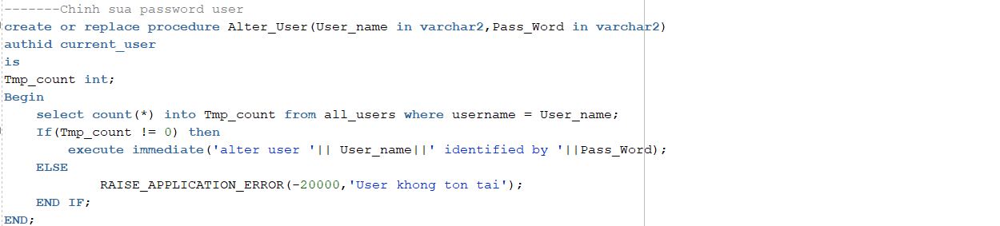 -------Chinh sua password user
create or replace procedure Alter_User(User_name in varchar2,Pass_Word in varchar2)
authid current_user
is
Tmp_count int;
Begin
    select count(*) into Tmp_count from all_users where username = User_name;
    If(Tmp_count != 0) then
        execute immediate('alter user '|| User_name||' identified by '||Pass_Word);
    ELSE
            RAISE_APPLICATION_ERROR(-20000,'User khong ton tai');
    END IF;
END;